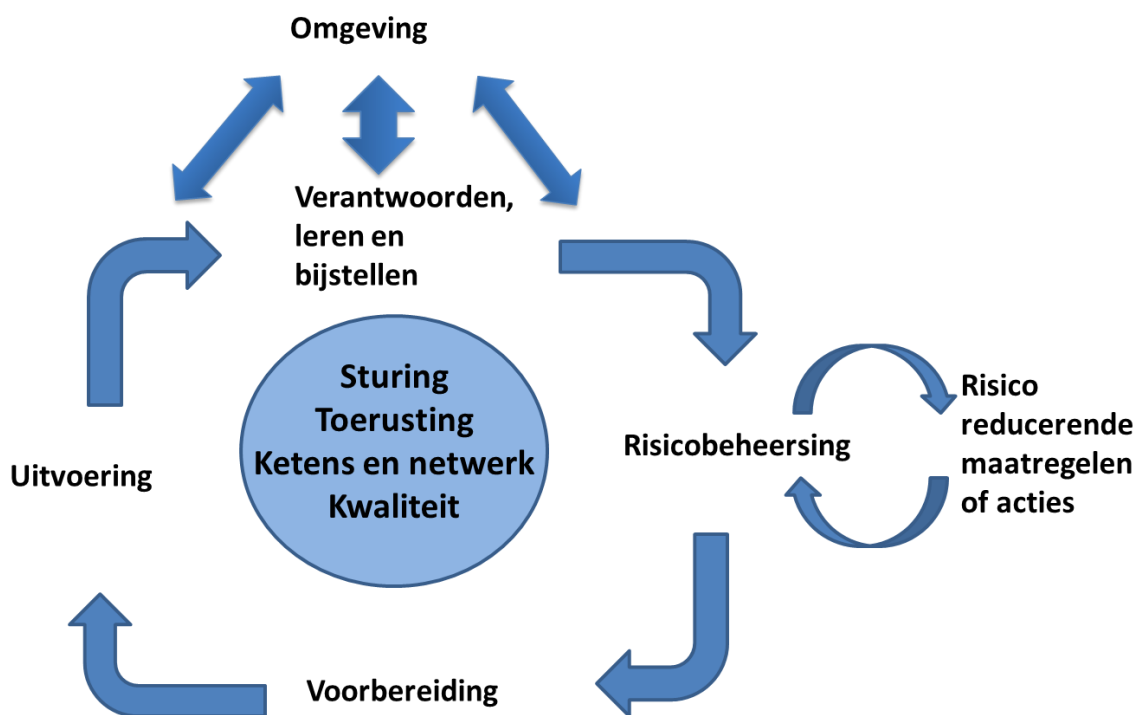 Omgeving
Verantwoorden,
leren en
bijstellen
Sturing
Toerusting
Ketens en netwerk
Kwaliteit
Risicobeheersing
Risico
reducerende
maatregelen
of acties
Uitvoering
Voorbereiding